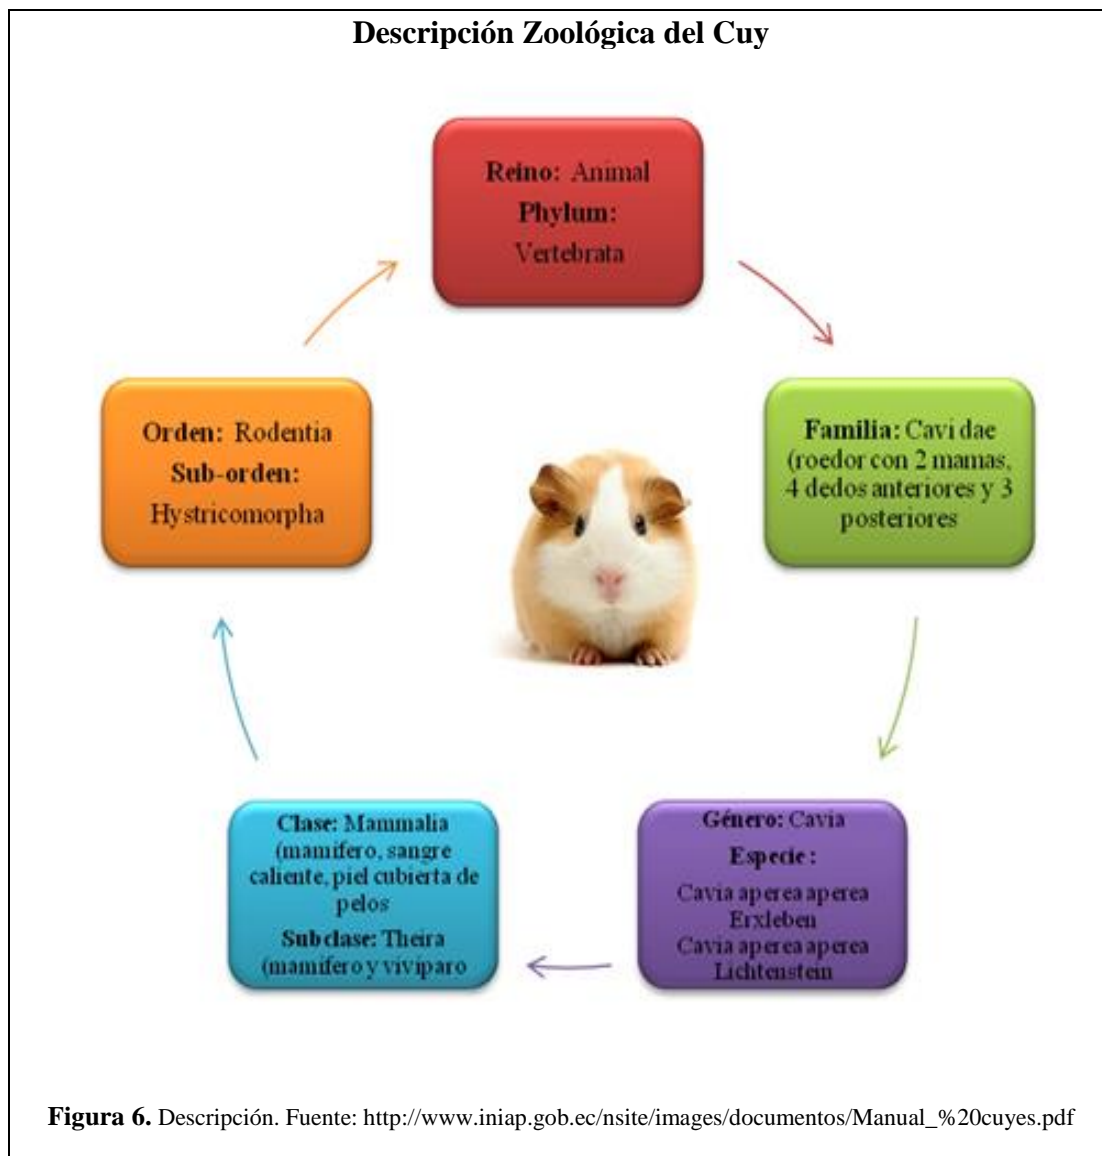 Descripción Zoológica del Cuy
Reino: Animal
Phylum:
Vertebrata
Familia: Cavi dae
(roedor con 2 mamas,
4 dedos anteriores y 3
posteriores
Género: Cavia
Especie :
Cavia aperea aperea
Erxleben
Cavia aperea aperea
Lichtenstein
Clase: Mammalia
(mamifero, sangre
caliente, piel cubierta de
pelos
Subclase: Theira
(mamifero y vivíparo
Orden: Rodentia
Sub-orden:
Hystricomorpha
Figura 6. Descripción. Fuente: http://www.iniap.gob.ec/nsite/images/documentos/Manual_%20cuyes.pdf